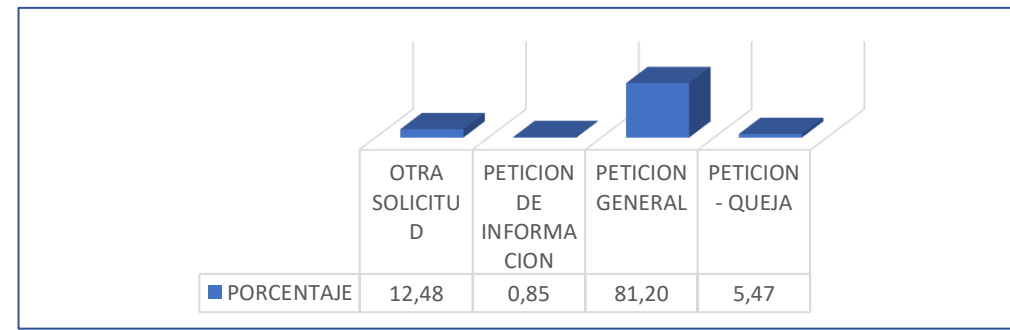 OTRA
SOLICITU
D
PETICION
DE
INFORMA
CION
PETICION
GENERAL
PETICION
- QUEJA
PORCENTAJE 12,48 0,85 81,20 5,47